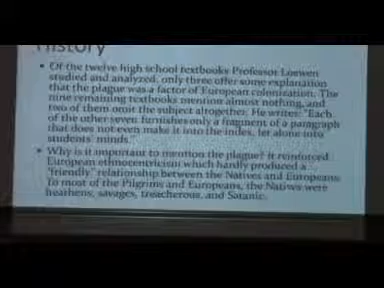 History
• Of the twelve high school textbooks Professor Loewen
studied and analyzed, only three offer some explanation
that the plague was a factor of European colonization. The
nine remaining textbooks mention almost nothing, and
two of them omit the subject altogether. He writes: "Each
of the other seven furnishes only a fragment of a paragraph
that does not even make it into the index, let alone into
students' minds."
• Why is it important to mention the plague? It reinforced
European ethnocentricism which hardly produced a
"friendly" relationship between the Natives and Europeans.
To most of the Pilgrims and Europeans, the Natives were
heathens, savages, treacherous, and Satanic.